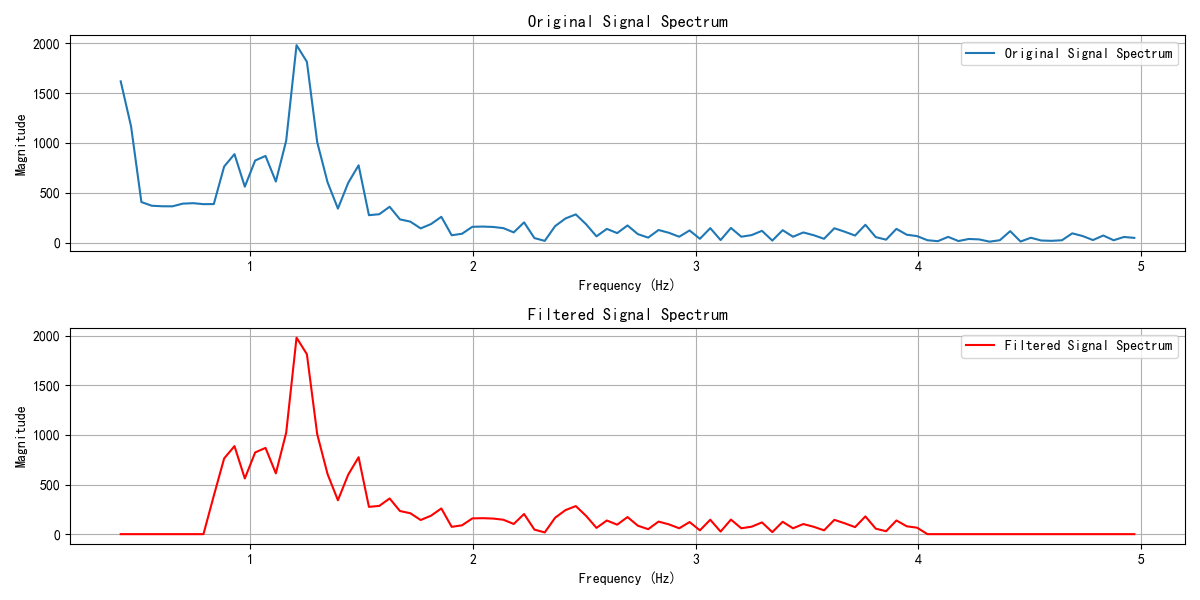 Original Signal Spectrum
2000
1500
1000
500
0
Magnitude
Original Signal Spectrum
1 2 3 4 5
Frequency (Hz)
Filtered Signal Spectrum
2000
1500
1000
500
0
Magnitude
Filtered Signal Spectrum
1 2 3 4 5
Frequency (Hz)